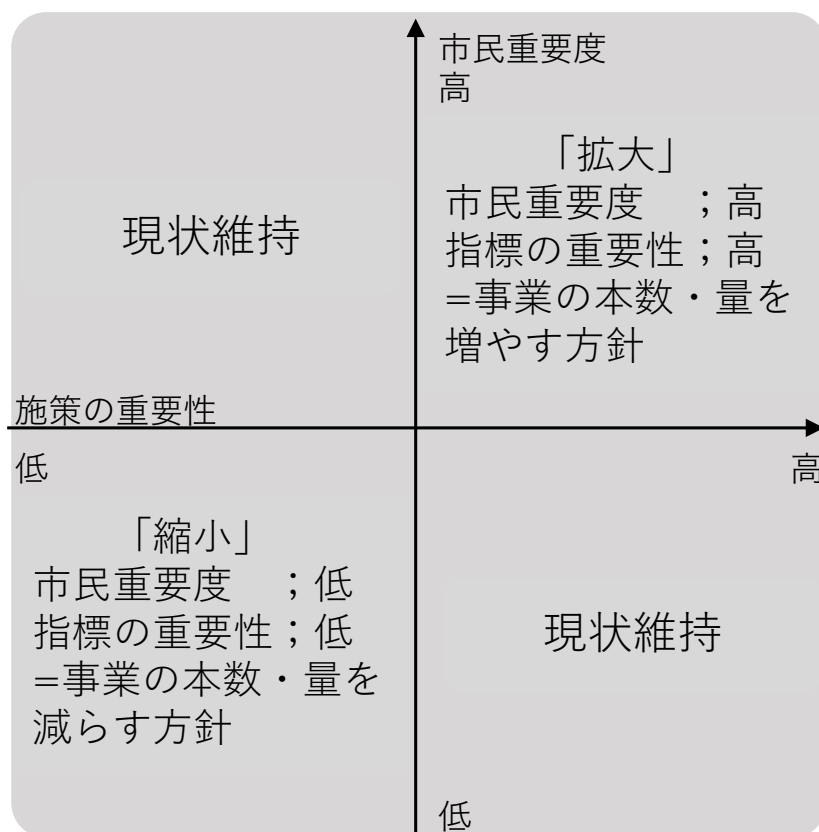 市民重要度
高
「拡大」
市民重要度　；高
指標の重要性；高
=事業の本数・量を
増やす方針
現状維持
施策の重要性
低
高
「縮小」
市民重要度　；低
指標の重要性；低
=事業の本数・量を
減らす方針
現状維持
低